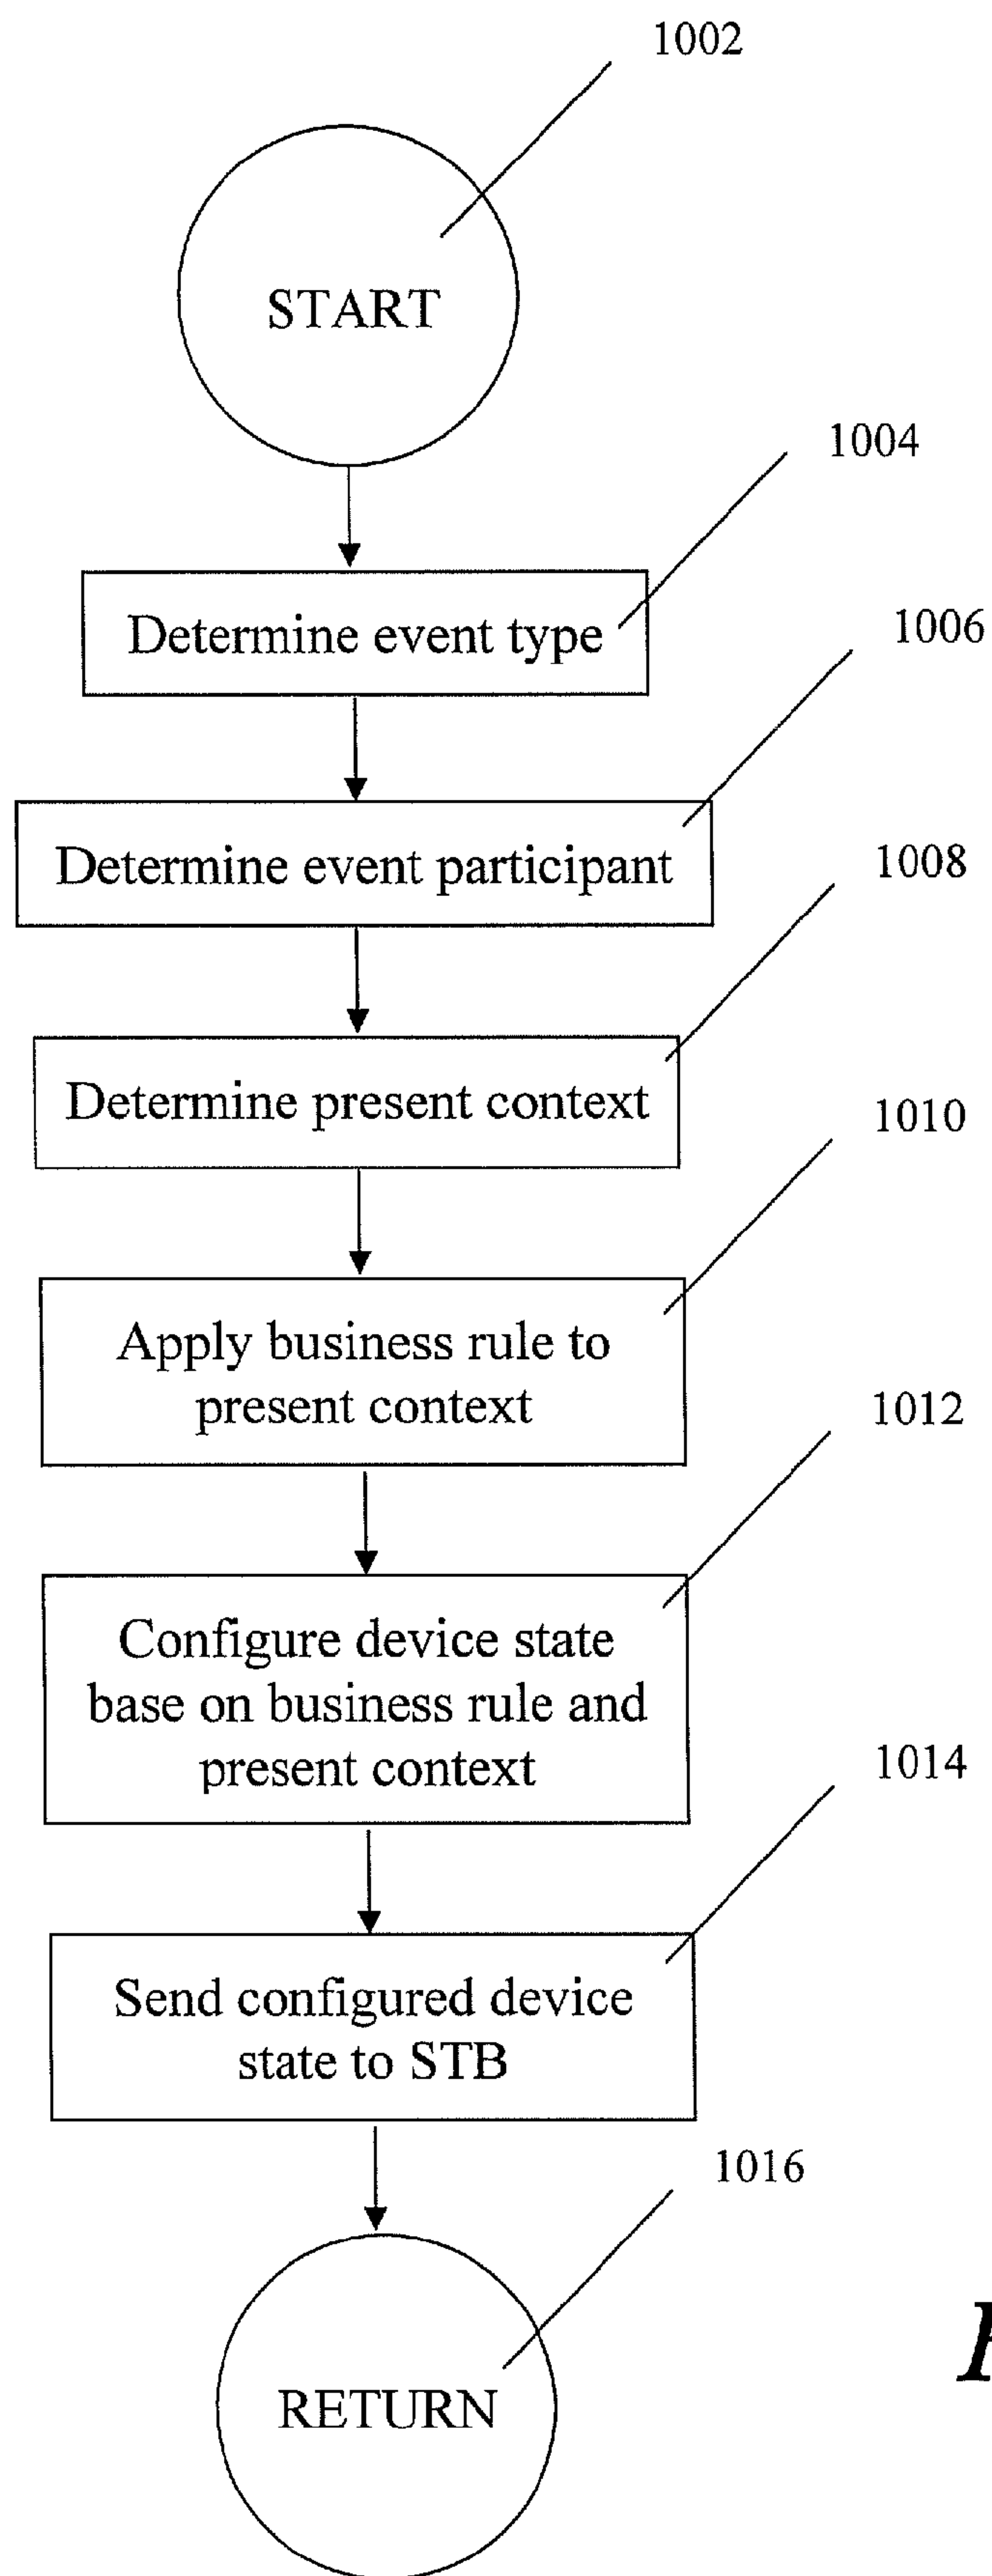 1002
START
1004
Determine event type
1006
Determine event participant
1008
Determine present context
1010
Apply business rule to
present context
1012
Configure device state
base on business rule and
present context
1014
Send configured device
state to STB
1016
RETURN